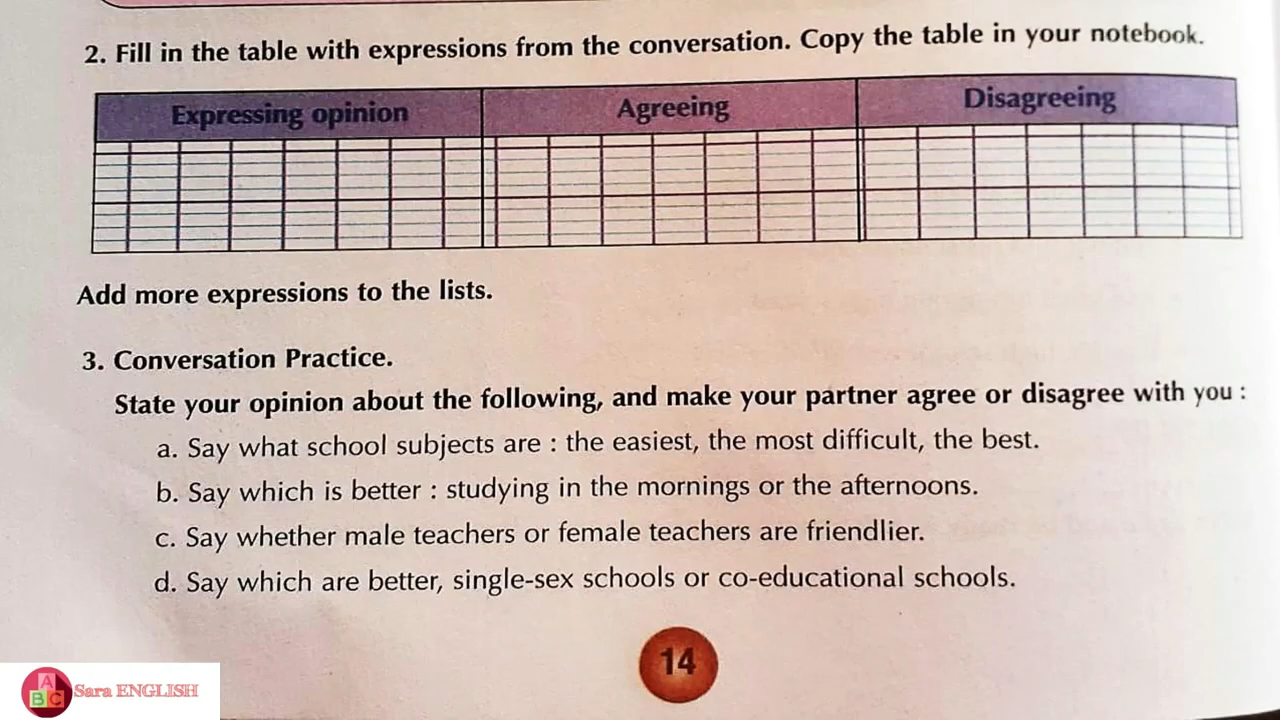 2. Fill in the table with expressions from the conversation. Copy the table in your notebook.
Expressing opinion Agreeing Disagreeing
Add more expressions to the lists.
3. Conversation Practice.
State your opinion about the following, and make your partner agree or disagree with you :
a. Say what school subjects are : the easiest, the most difficult, the best.
b. Say which is better : studying in the mornings or the afternoons.
c. Say whether male teachers or female teachers are friendlier.
d. Say which are better, single-sex schools or co-educational schools.
14
A
B C
Sara ENGLISH